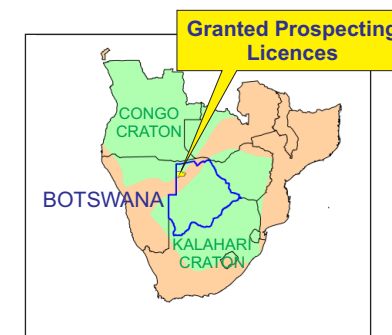 Granted Prospecting
Licences
CONGO
CRATON
BOTSWANA
KALAHARI
CRATON